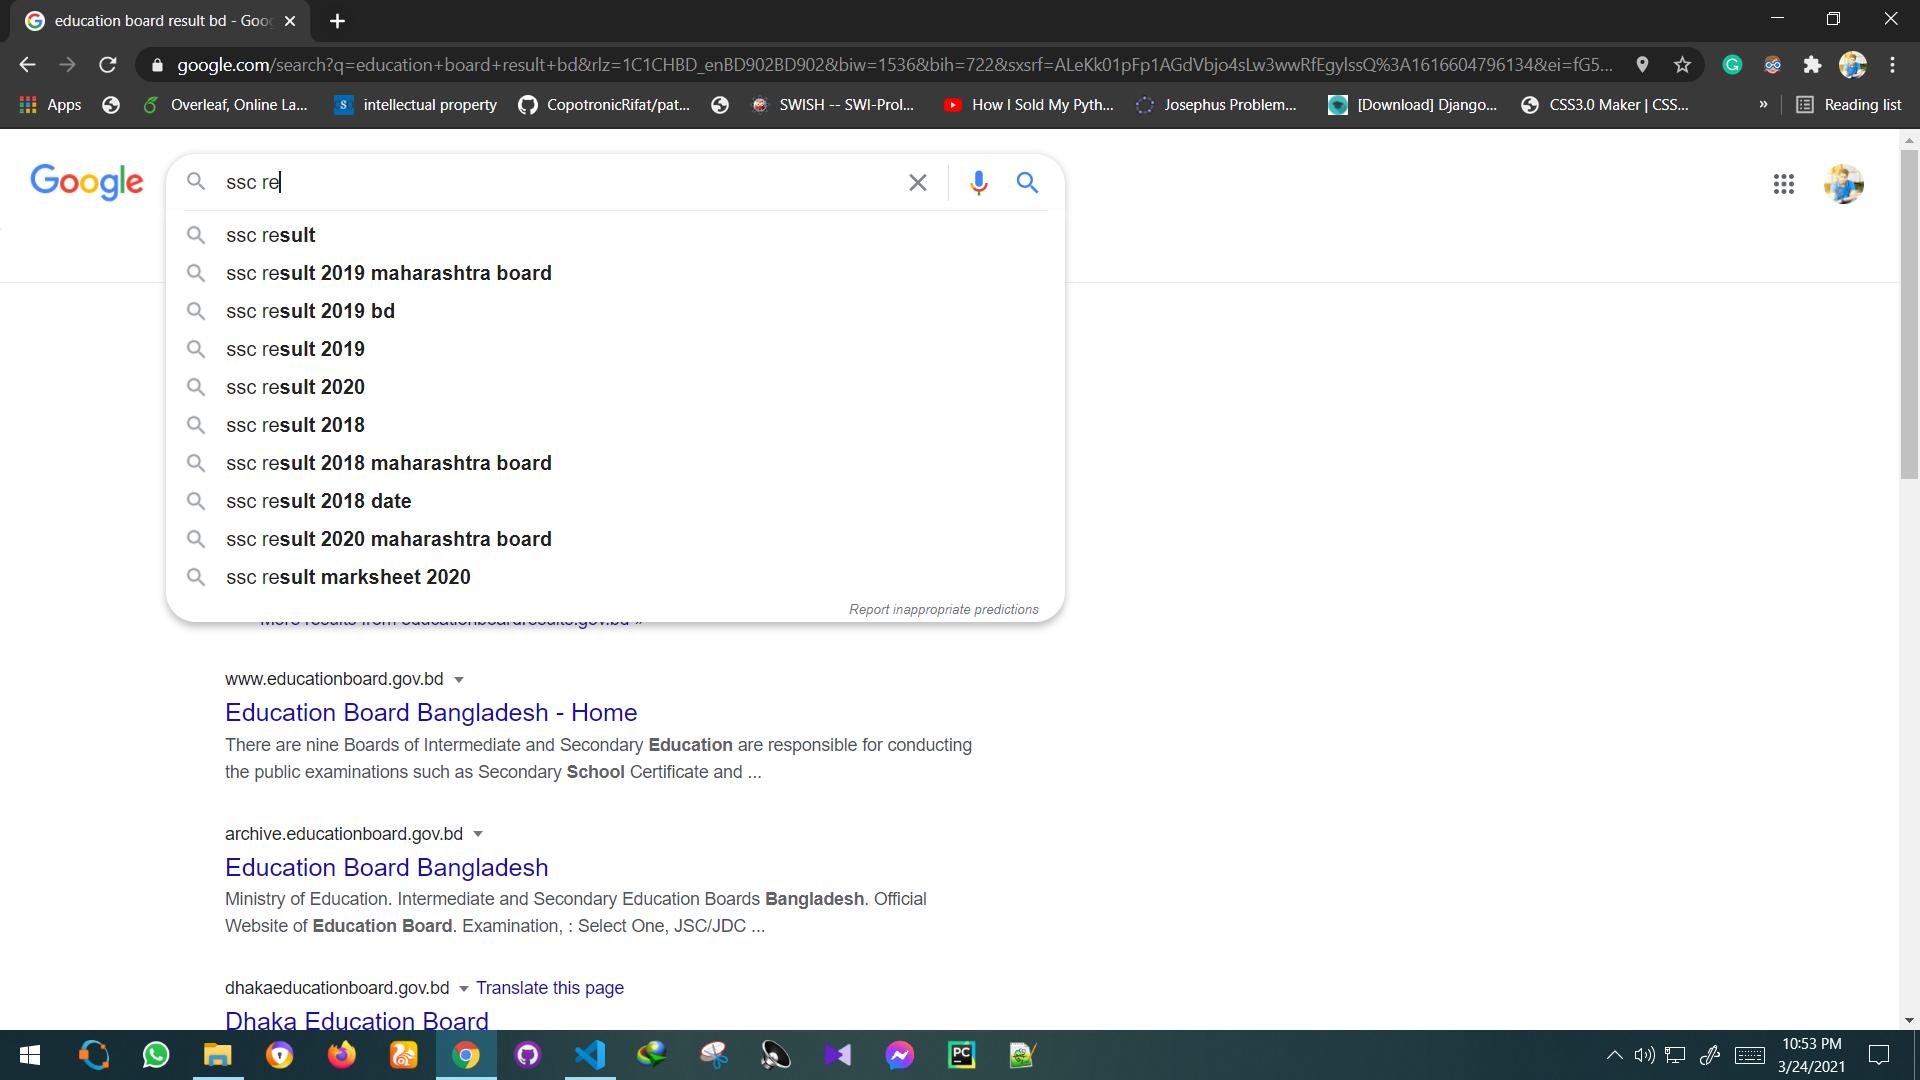 education board result bd - Goo
google.com/search?q=education+board+result+bd&rlz=1C1CHBD_enBD902BD902&biw=1536&bih=722&sxsrf=ALeKk01pFp1AGdVbjo4sLw3wwRfEgylssQ%3A1616604796134&ei=fG5...
Apps
Overleaf, Online La...
intellectual property
CopotronicRifat/pat...
SWISH -- SWI-Prol...
How I Sold My Pyth...
Josephus Problem...
[Download] Django...
CSS3.0 Maker | CSS...
»
Reading list
Google
ssc re
ssc result
ssc result 2019 maharashtra board
ssc result 2019 bd
ssc result 2019
ssc result 2020
ssc result 2018
ssc result 2018 maharashtra board
ssc result 2018 date
ssc result 2020 maharashtra board
ssc result marksheet 2020
Report inappropriate predictions
More results from educationboardresults.gov.bd »
www.educationboard.gov.bd
Education Board Bangladesh - Home
There are nine Boards of Intermediate and Secondary Education are responsible for conducting
the public examinations such as Secondary School Certificate and ...
archive.educationboard.gov.bd
Education Board Bangladesh
Ministry of Education. Intermediate and Secondary Education Boards Bangladesh. Official
Website of Education Board. Examination, : Select One, JSC/JDC ...
dhakaeducationboard.gov.bd Translate this page
Dhaka Education Board
PC
10:53 PM
3/24/2021